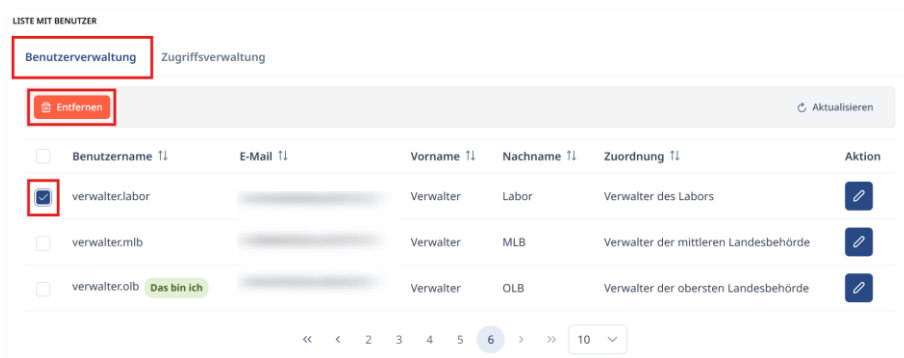 LISTE MIT BENUTZER
Benutzerverwaltung Zugriffsverwaltung
Entfernen Aktualisieren
Benutzername E-Mail Vorname Nachname Zuordnung Aktion
verwalter.labor Verwalter Labor Verwalter des Labors
verwalter.mlb Verwalter MLB Verwalter der mittleren Landesbehörde
verwalter.olb Das bin ich Verwalter OLB Verwalter der obersten Landesbehörde
« ‹ 2 3 4 5 6 › » 10